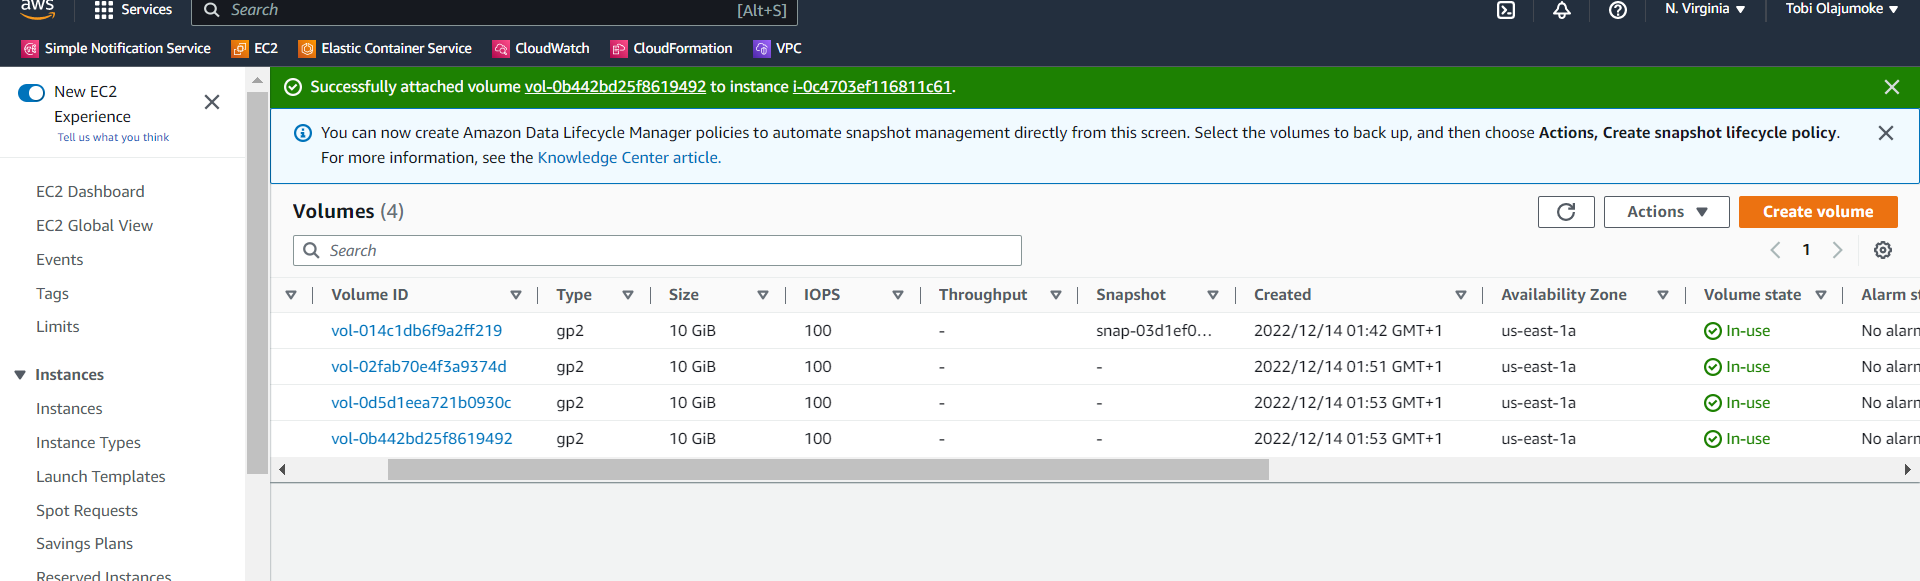 aws
Services
Search
[Alt+S]
N. Virginia
Tobi Olajumoke
Simple Notification Service
EC2
Elastic Container Service
CloudWatch
CloudFormation
VPC
New EC2
Experience
Tell us what you think
EC2 Dashboard
EC2 Global View
Events
Tags
Limits
Instances
Instances
Instance Types
Launch Templates
Spot Requests
Savings Plans
Reserved Instances
Successfully attached volume vol-0b442bd25f8619492 to instance i-0c4703ef116811c61.
You can now create Amazon Data Lifecycle Manager policies to automate snapshot management directly from this screen. Select the volumes to back up, and then choose Actions, Create snapshot lifecycle policy.
For more information, see the Knowledge Center article.
Volumes (4)
Actions
Create volume
Search
1
Volume ID Type Size IOPS Throughput Snapshot Created Availability Zone Volume state Alarm st
vol-014c1db6f9a2ff219 gp2 10 GiB 100 - snap-03d1ef0... 2022/12/14 01:42 GMT+1 us-east-1a In-use No alarm
vol-02fab70e4f3a9374d gp2 10 GiB 100 - - 2022/12/14 01:51 GMT+1 us-east-1a In-use No alarm
vol-0d5d1eea721b0930c gp2 10 GiB 100 - - 2022/12/14 01:53 GMT+1 us-east-1a In-use No alarm
vol-0b442bd25f8619492 gp2 10 GiB 100 - - 2022/12/14 01:53 GMT+1 us-east-1a In-use No alarm